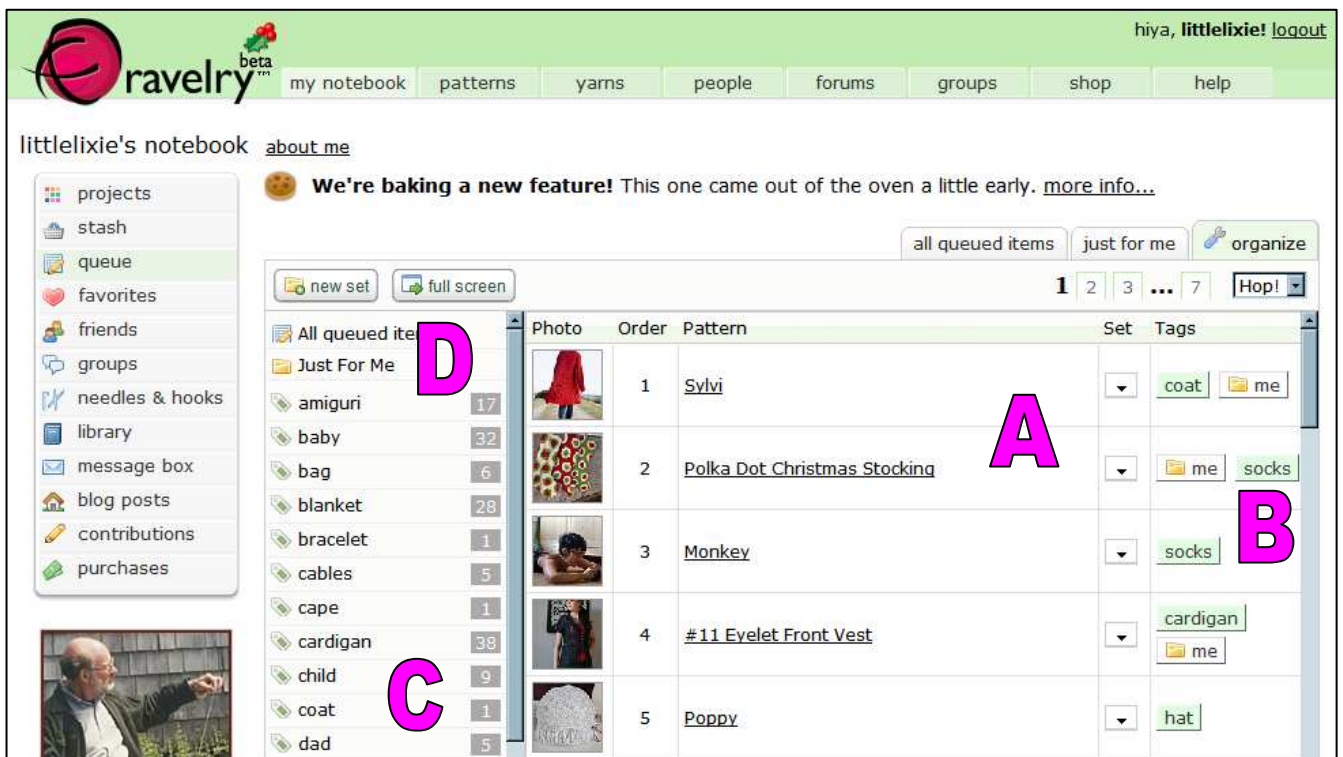 hiya, littlelixie! logout
ravelry™ beta
my notebook patterns yarns people forums groups shop help
littlelixie's notebook about me
We're baking a new feature! This one came out of the oven a little early. more info...
projects
stash
queue
favorites
friends
groups
needles & hooks
library
message box
blog posts
contributions
purchases
all queued items just for me organize
new set full screen
1 2 3 ... 7 Hop!
All queued
Just For Me
amiguri 17
baby 32
bag 6
blanket 28
bracelet 1
cables 5
cape 1
cardigan 38
child 9
coat 1
dad 5
D
C
Photo Order Pattern Set Tags
1 Sylvi coat me
2 Polka Dot Christmas Stocking me socks
3 Monkey socks
4 #11 Eyelet Front Vest cardigan me
5 Poppy hat
A
B